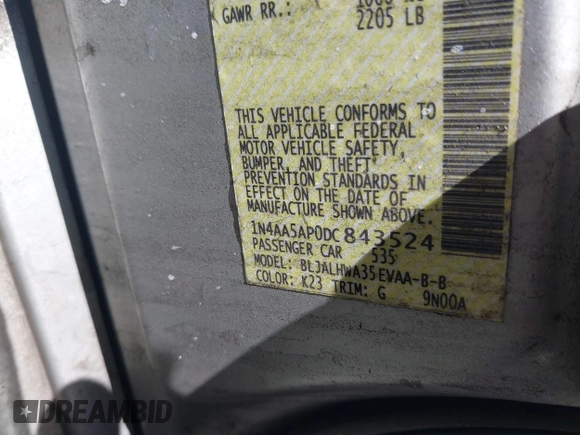 GAWR RR.:
2205 LB
THIS VEHICLE CONFORMS TO
ALL APPLICABLE FEDERAL
MOTOR VEHICLE SAFETY,
BUMPER, AND THEFT
PREVENTION STANDARDS IN
EFFECT ON THE DATE OF
MANUFACTURE SHOWN ABOVE.
1N4AA5AP0DC843524
PASSENGER CAR 535
MODEL: BL3ALHWA35EVAA-B-B
COLOR: K23 TRIM: G 9N00A
DREAMBID